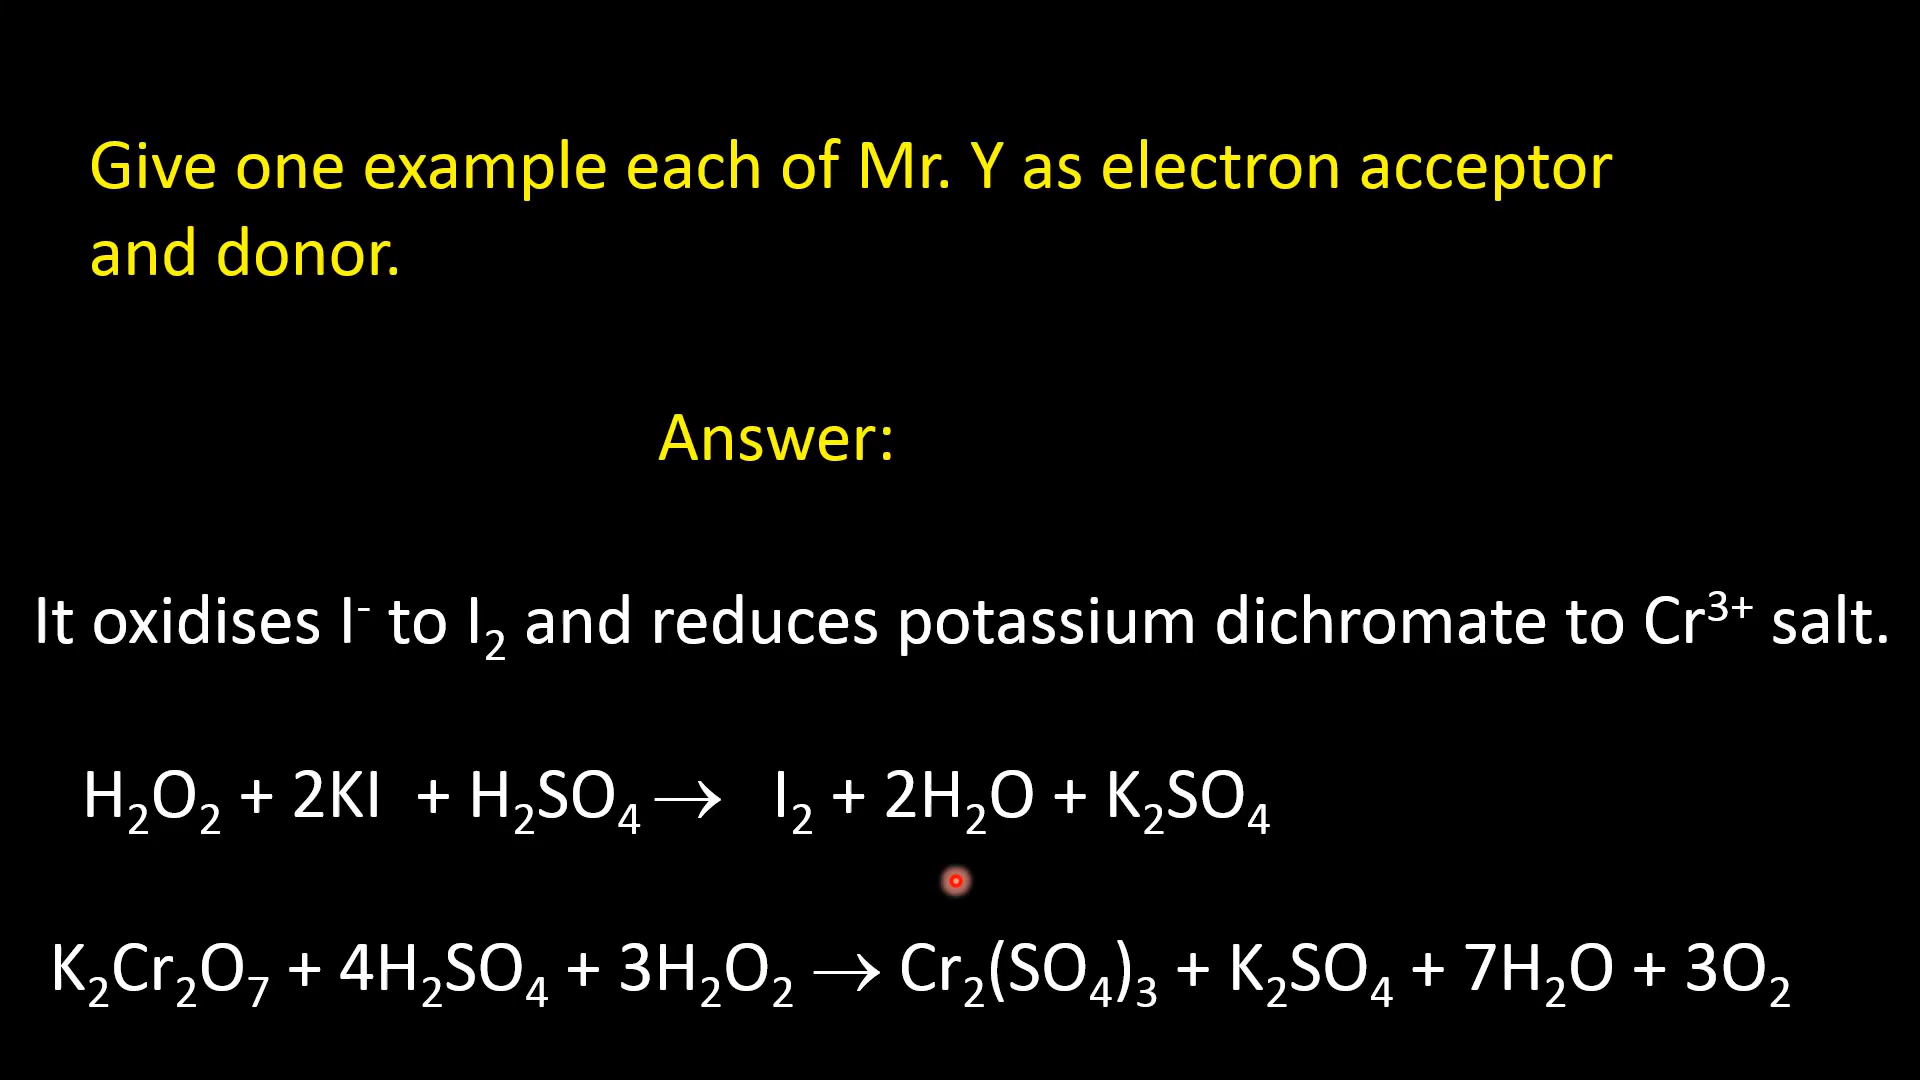 Give one example each of Mr. Y as electron acceptor
and donor.
Answer:
It oxidises I⁻ to I₂ and reduces potassium dichromate to Cr³⁺ salt.
H₂O₂ + 2KI + H₂SO₄ → I₂ + 2H₂O + K₂SO₄
K₂Cr₂O₇ + 4H₂SO₄ + 3H₂O₂ → Cr₂(SO₄)₃ + K₂SO₄ + 7H₂O + 3O₂